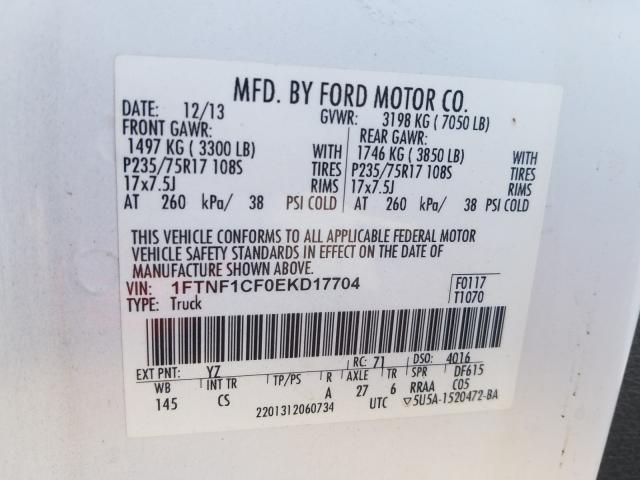 MFD. BY FORD MOTOR CO.
DATE: 12/13 GVWR: 3198 KG (7050 LB)
FRONT GAWR: REAR GAWR:
1497 KG (3300 LB) WITH 1746 KG (3850 LB) WITH
P235/75R17 108S TIRES P235/75R17 108S TIRES
17x7.5J RIMS 17x7.5J RIMS
AT 260 kPa/ 38 PSI COLD AT 260 kPa/ 38 PSI COLD
THIS VEHICLE CONFORMS TO ALL APPLICABLE FEDERAL MOTOR
VEHICLE SAFETY STANDARDS IN EFFECT ON THE DATE OF
MANUFACTURE SHOWN ABOVE.
VIN: 1FTNF1CF0EKD17704 F0117
TYPE: Truck T1070
EXT PNT: YZ RC: 71 DSO: 4016
WB INT TR TP/PS R AXLE TR SPR DF615
145 CS A 27 6 RRAA C05
2201312060734 UTC ▽5U5A-1520472-BA